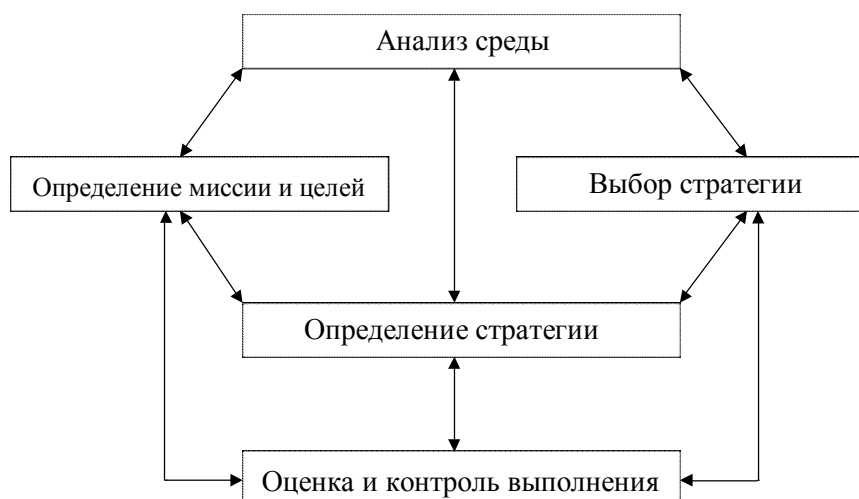 Анализ среды
Определение миссии и целей
Выбор стратегии
Определение стратегии
Оценка и контроль выполнения